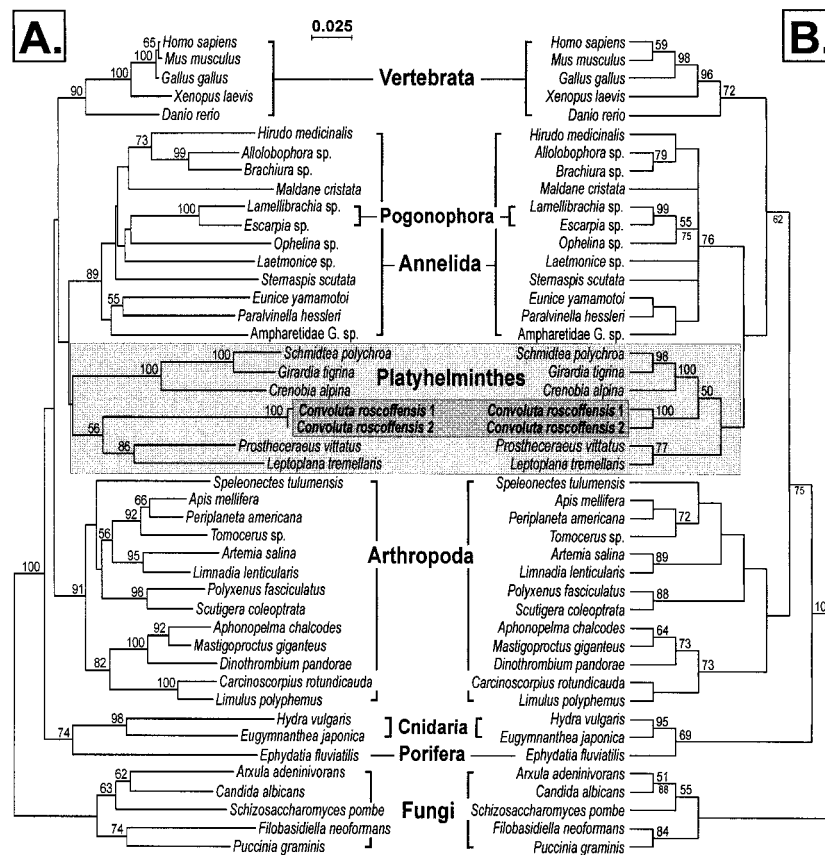 A. 0.025 B.
65 Homo sapiens Homo sapiens 59
100 Mus musculus Mus musculus 98
100 Gallus gallus Vertebrata Gallus gallus 96
90 Xenopus laevis Xenopus laevis 72
Danio rerio Danio rerio
73 Hirudo medicinalis Hirudo medicinalis
99 Allolobophora sp. Allolobophora sp. 79
Brachiura sp. Brachiura sp.
Maldane cristata Maldane cristata
100 Lamellibrachia sp. Pogonophora Lamellibrachia sp. 99 55 62
Escarpia sp. Escarpia sp. 75 76
Ophelina sp. Ophelina sp.
89 Laetmonice sp. Annelida Laetmonice sp.
Sternaspis scutata Sternaspis scutata
55 Eunice yamamotoi Eunice yamamotoi
Paralvinella hessleri Paralvinella hessleri
Ampharetidae G. sp. Ampharetidae G. sp.
100 Schmidtea polychroa Schmidtea polychroa 98
100 Girardia tigrina Platyhelminthes Girardia tigrina 100
Crenobia alpina Crenobia alpina 50
100 Convoluta roscoffensis 1 Convoluta roscoffensis 1 100
56 Convoluta roscoffensis 2 Convoluta roscoffensis 2
86 Prostheceraeus vittatus Prostheceraeus vittatus 77
Leptoplana tremellaris Leptoplana tremellaris
Speleonectes tulumensis Speleonectes tulumensis 75
66 Apis mellifera Apis mellifera
92 Periplaneta americana Periplaneta americana 72
56 Tomocerus sp. Tomocerus sp.
95 Artemia salina Arthropoda Artemia salina 89
100 Limnadia lenticularis Limnadia lenticularis
91 98 Polyxenus fasciculatus Polyxenus fasciculatus 88
Scutigera coleoptrata Scutigera coleoptrata 10
92 Aphonopelma chalcodes Aphonopelma chalcodes 64
100 Mastigoproctus giganteus Mastigoproctus giganteus 73
82 Dinothrombium pandorae Dinothrombium pandorae 73
100 Carcinoscorpius rotundicauda Carcinoscorpius rotundicauda
Limulus polyphemus Limulus polyphemus
98 Hydra vulgaris Cnidaria Hydra vulgaris 95
74 Eugymnanthea japonica Eugymnanthea japonica 69
Ephydatia fluviatilis Porifera Ephydatia fluviatilis
62 Arxula adeninivorans Arxula adeninivorans 51
63 Candida albicans Candida albicans 88 55
Schizosaccharomyces pombe Fungi Schizosaccharomyces pombe
74 Filobasidiella neoformans Filobasidiella neoformans 84
Puccinia graminis Puccinia graminis